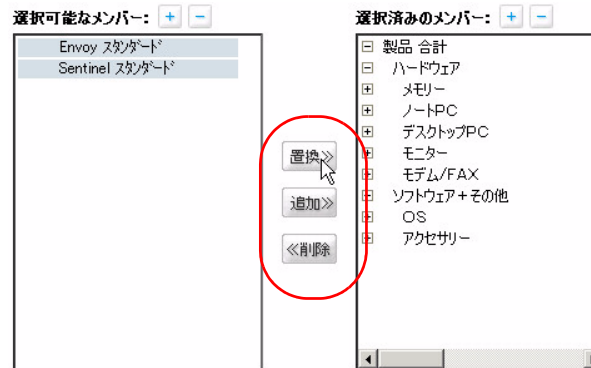 選択可能なメンバー: + −
Envoy スタンダード
Sentinel スタンダード
置換≫
追加≫
≪削除
選択済みのメンバー: + −
製品 合計
ハードウェア
メモリー
ノートPC
デスクトップPC
モニター
モデム/FAX
ソフトウェア+その他
OS
アクセサリー